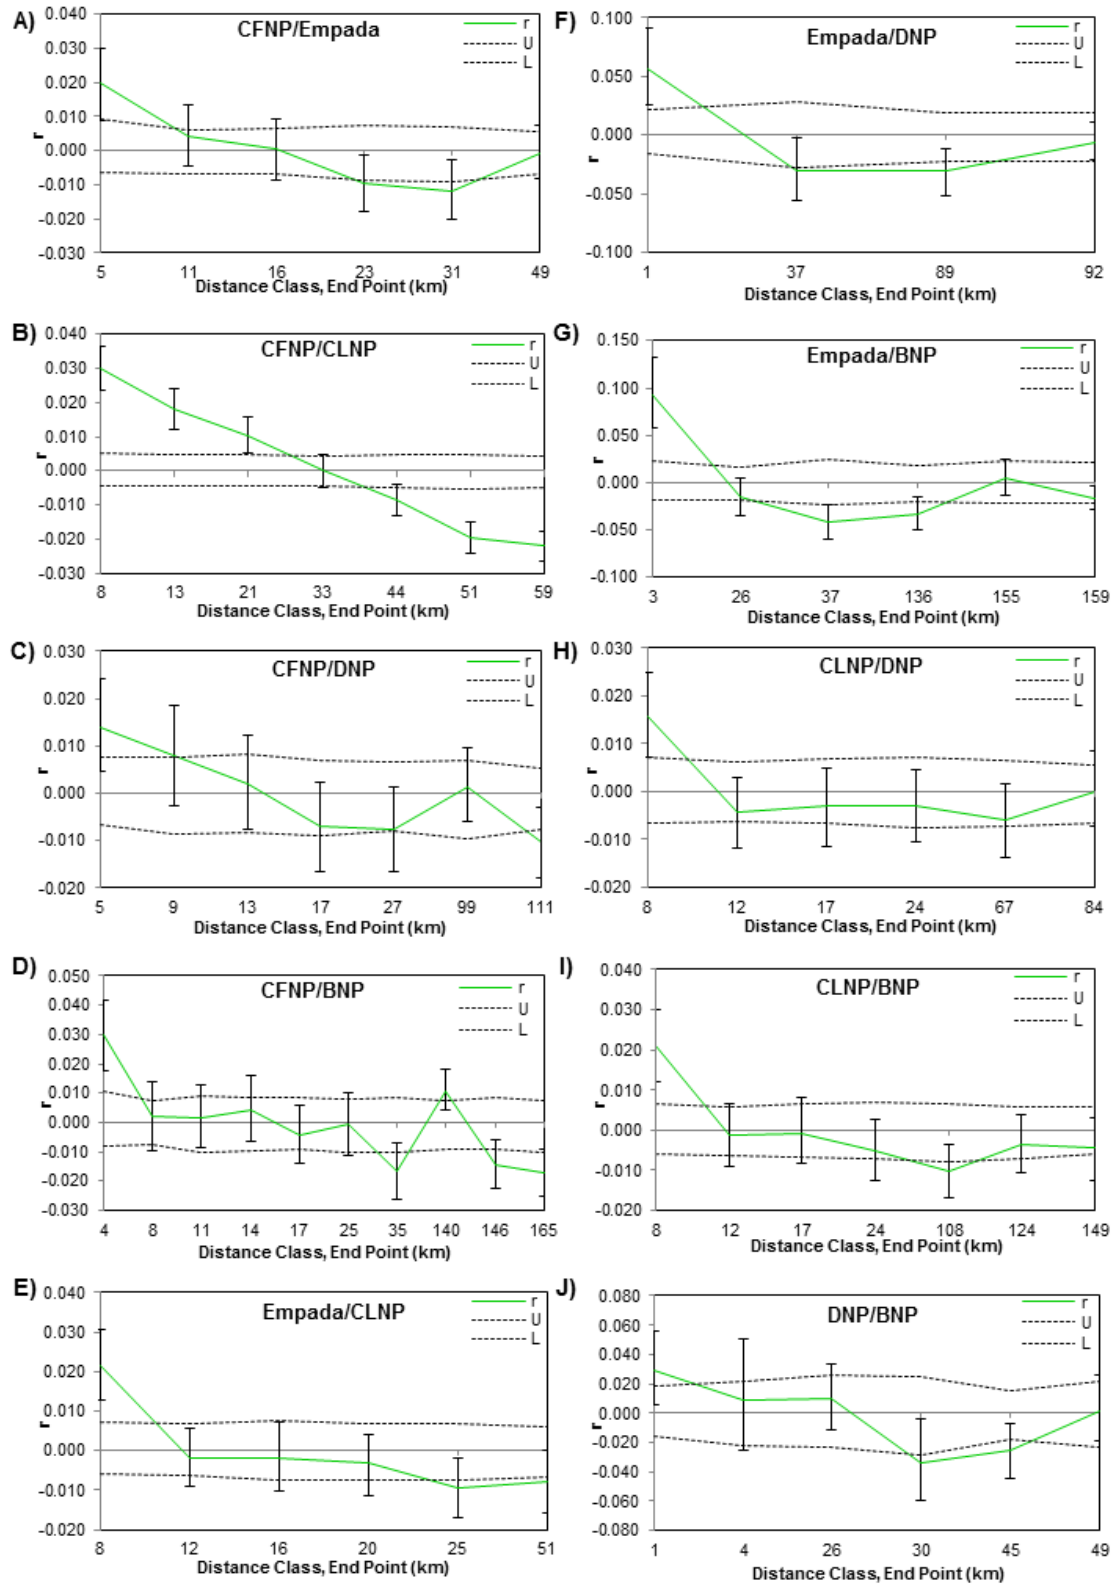 A)
CFNP/Empada
r
U
L
0.040
0.030
0.020
0.010
0.000
-0.010
-0.020
-0.030
r
5 11 16 23 31 49
Distance Class, End Point (km)
B)
CFNP/CLNP
r
U
L
0.040
0.030
0.020
0.010
0.000
-0.010
-0.020
-0.030
r
8 13 21 33 44 51 59
Distance Class, End Point (km)
C)
CFNP/DNP
r
U
L
0.030
0.020
0.010
0.000
-0.010
-0.020
r
5 9 13 17 27 99 111
Distance Class, End Point (km)
D)
CFNP/BNP
r
U
L
0.050
0.040
0.030
0.020
0.010
0.000
-0.010
-0.020
-0.030
r
4 8 11 14 17 25 35 140 146 165
Distance Class, End Point (km)
E)
Empada/CLNP
r
U
L
0.040
0.030
0.020
0.010
0.000
-0.010
-0.020
r
8 12 16 20 25 51
Distance Class, End Point (km)
F)
Empada/DNP
r
U
L
0.100
0.050
0.000
-0.050
-0.100
r
1 37 89 92
Distance Class, End Point (km)
G)
Empada/BNP
r
U
L
0.150
0.100
0.050
0.000
-0.050
-0.100
r
3 26 37 136 155 159
Distance Class, End Point (km)
H)
CLNP/DNP
r
U
L
0.030
0.020
0.010
0.000
-0.010
-0.020
r
8 12 17 24 67 84
Distance Class, End Point (km)
I)
CLNP/BNP
r
U
L
0.040
0.030
0.020
0.010
0.000
-0.010
-0.020
r
8 12 17 24 108 124 149
Distance Class, End Point (km)
J)
DNP/BNP
r
U
L
0.080
0.060
0.040
0.020
0.000
-0.020
-0.040
-0.060
-0.080
r
1 4 26 30 45 49
Distance Class, End Point (km)